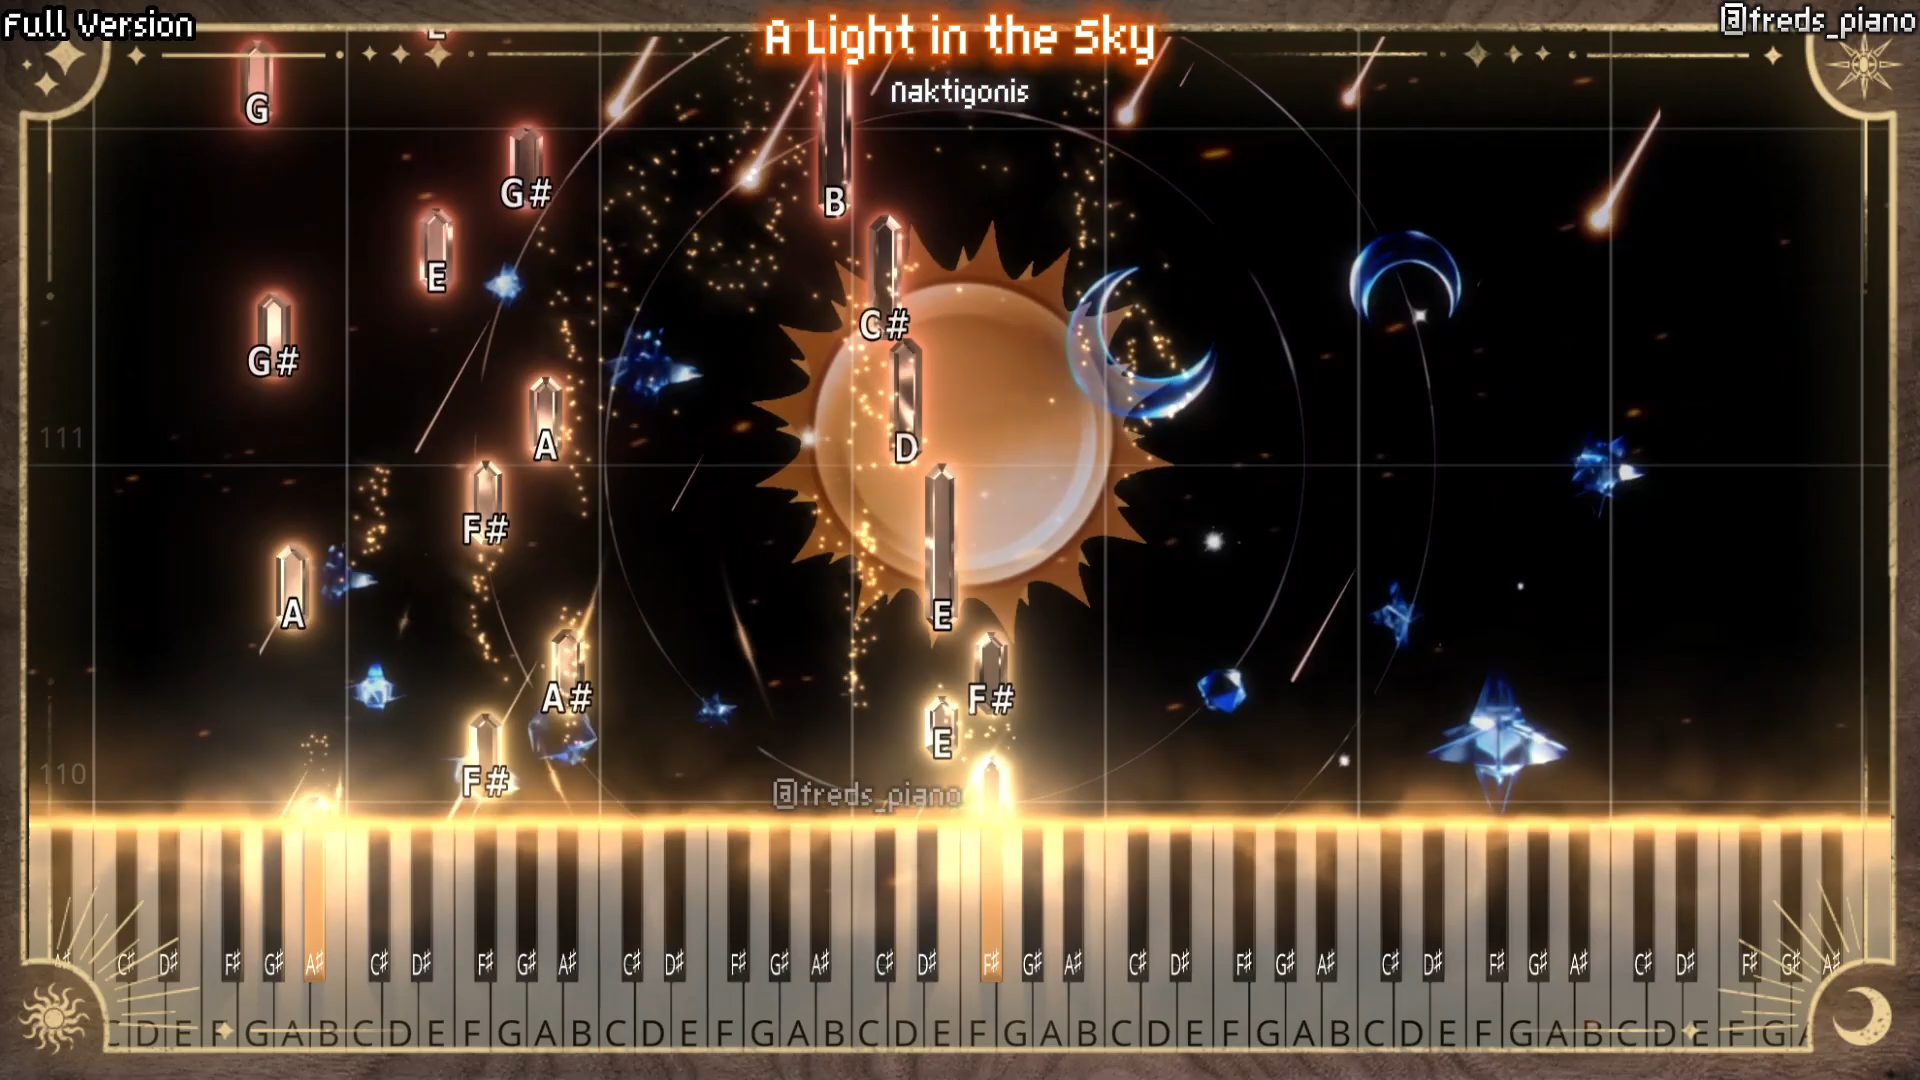 Full Version
A Light in the Sky
@freds_piano
naktigonis
G
G#
B
E
C#
G#
A
D
111
F#
A
E
A#
F#
E
F#
110
@freds_piano
A# C# D# F# G# A# C# D# F# G# A# C# D# F# G# A# C# D# F# G# A# C# D# F# G# A# C# D# F# G# A# C# D# F# G# A#
C D E F G A B C D E F G A B C D E F G A B C D E F G A B C D E F G A B C D E F G A B C D E F G A